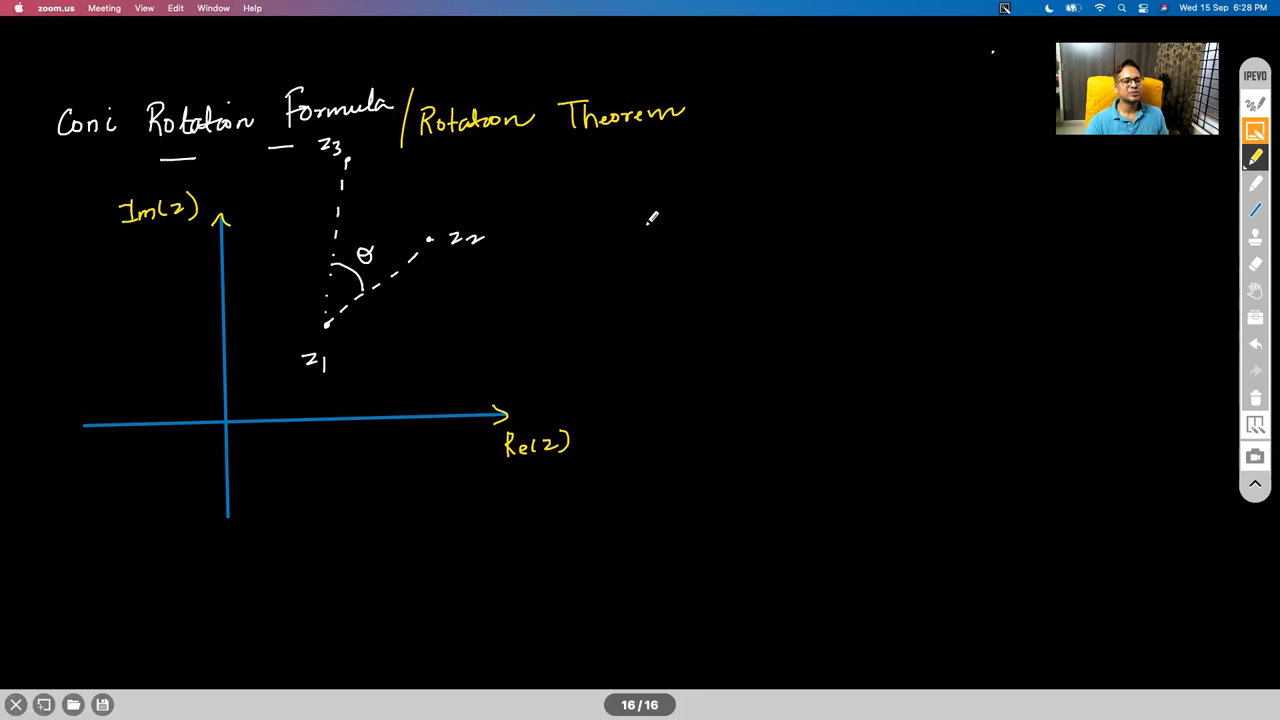 zoom.us Meeting View Edit Window Help Wed 15 Sep 6:28 PM
IPEVO
Coni Rotation Formula / Rotation Theorem
z3
Im(z)
θ
z2
z1
Re(z)
16 / 16